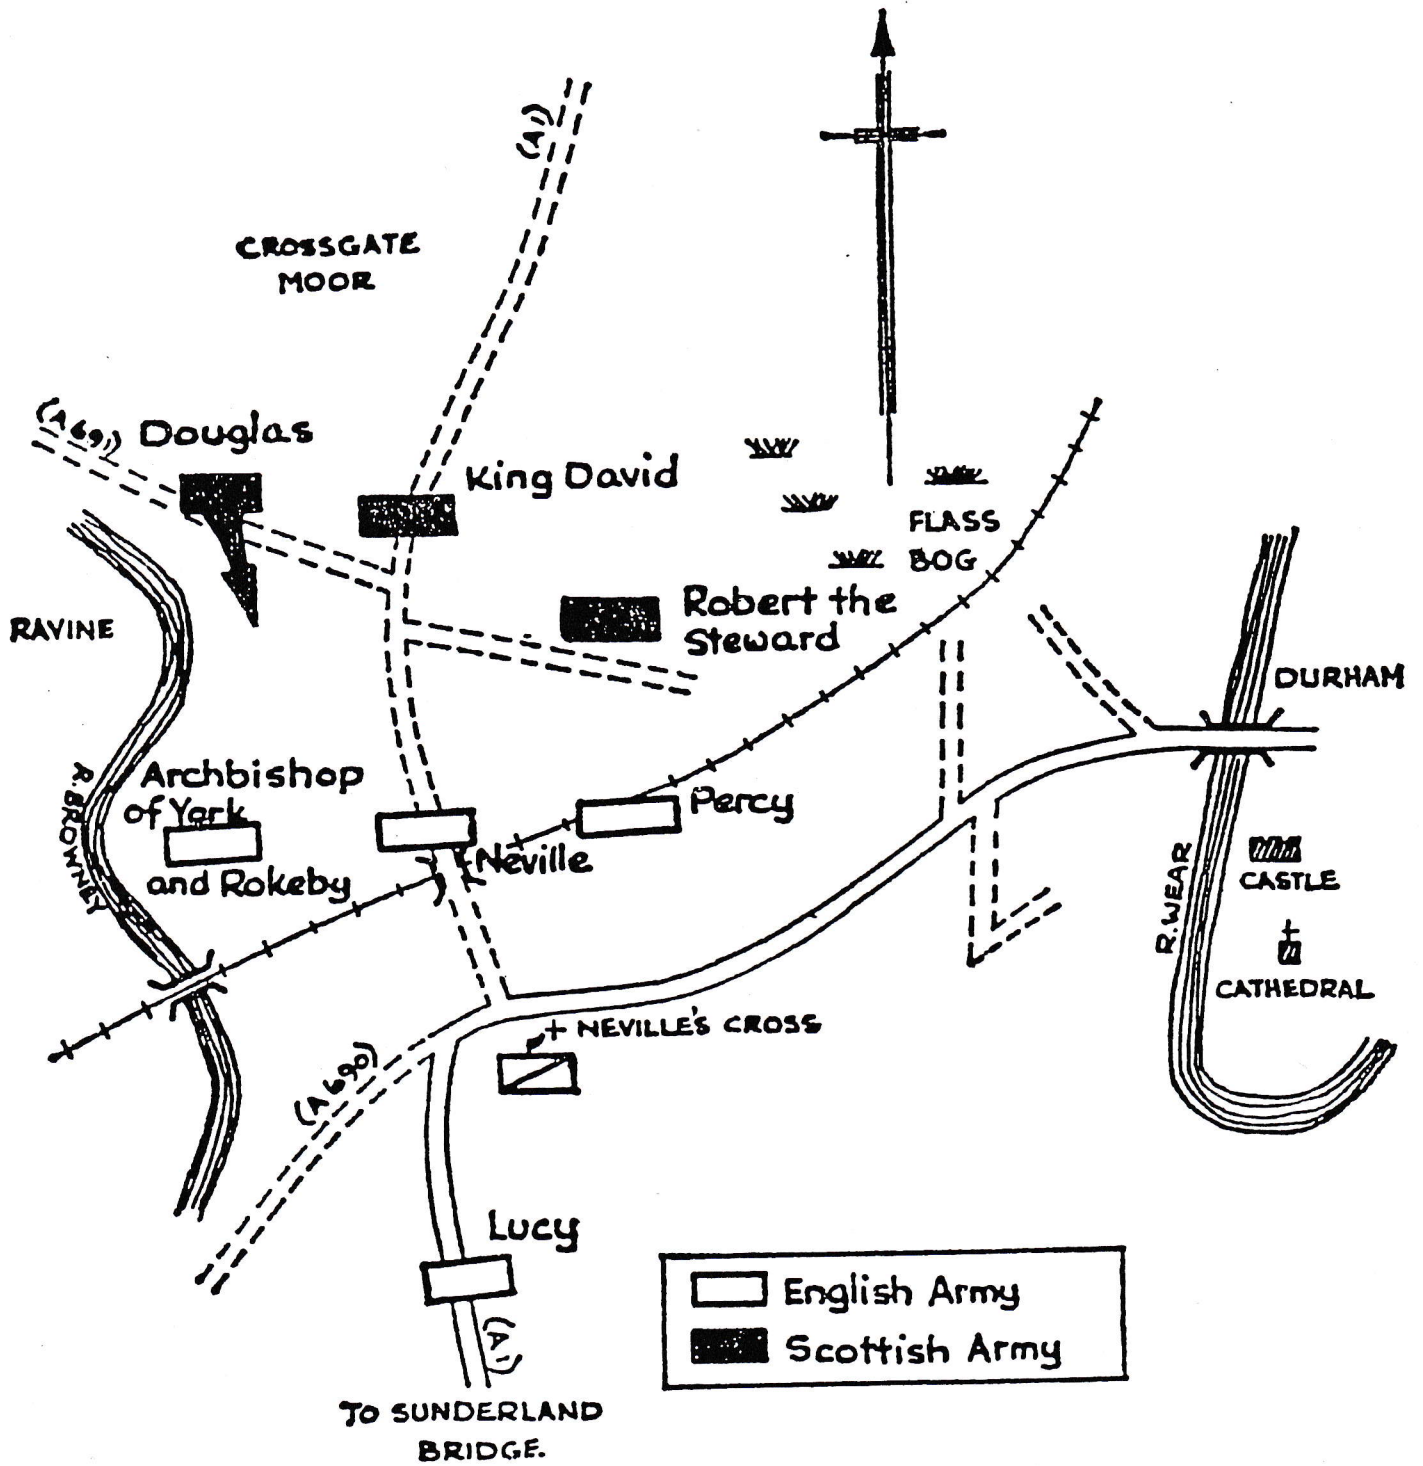 (A1)
CROSSGATE
MOOR
(A691)
Douglas
King David
FLASS
BOG
RAVINE
Robert the
Steward
DURHAM
R. BROWNEY
Archbishop
of York
and Rokeby
Neville
Percy
R. WEAR
CASTLE
CATHEDRAL
NEVILLE'S CROSS
(A690)
Lucy
(A1)
English Army
Scottish Army
TO SUNDERLAND
BRIDGE.